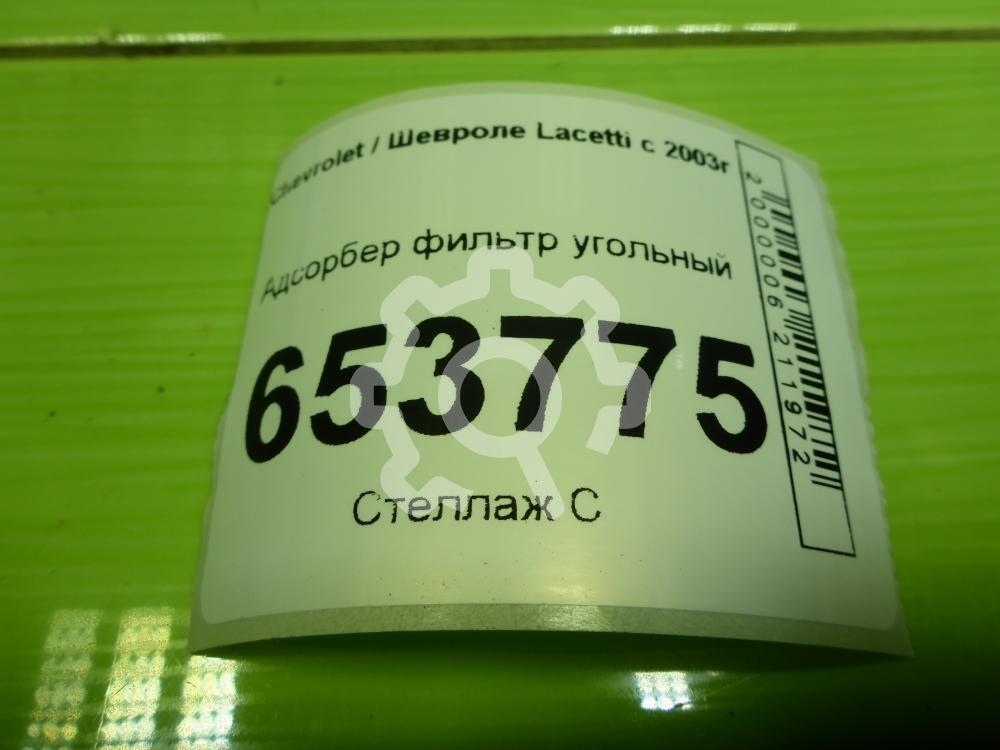 Chevrolet / Шевроле Lacetti с 2003г
Адсорбер фильтр угольный
653775
Стеллаж С
2000006211972